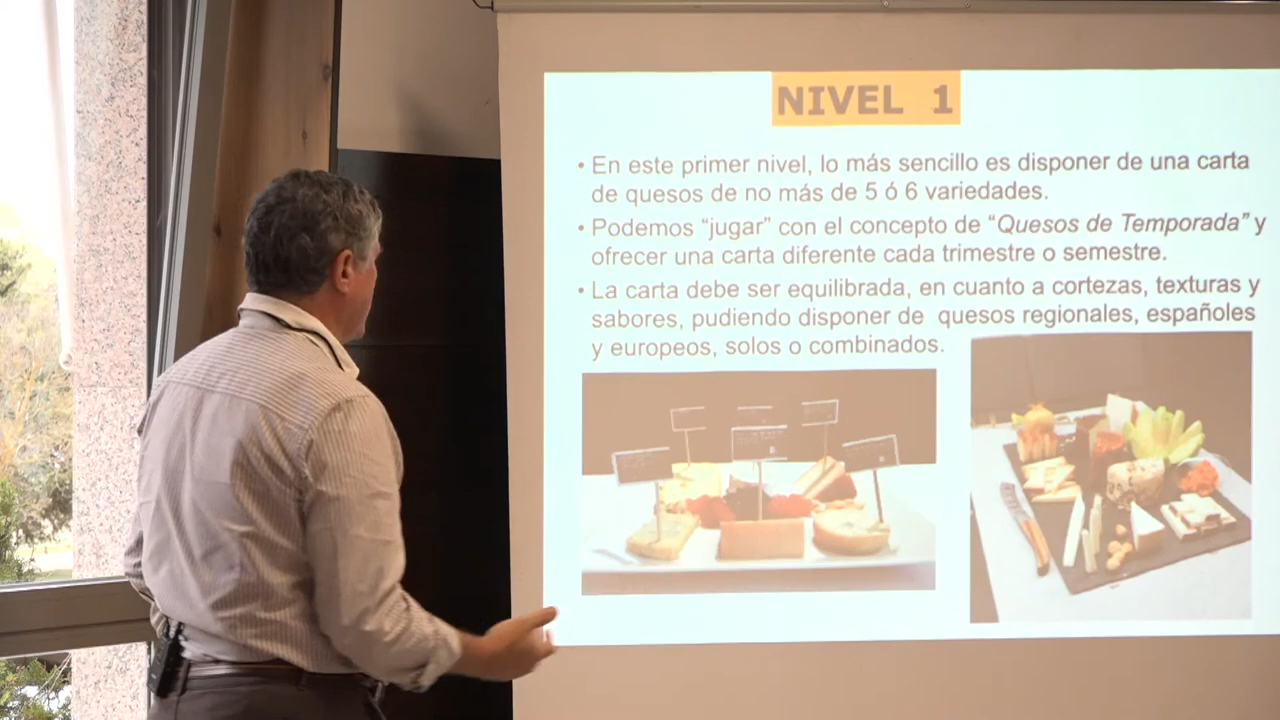 NIVEL 1
• En este primer nivel, lo más sencillo es disponer de una carta
de quesos de no más de 5 ó 6 variedades.
• Podemos “jugar” con el concepto de “Quesos de Temporada” y
ofrecer una carta diferente cada trimestre o semestre.
• La carta debe ser equilibrada, en cuanto a cortezas, texturas y
sabores, pudiendo disponer de quesos regionales, españoles
y europeos, solos o combinados.